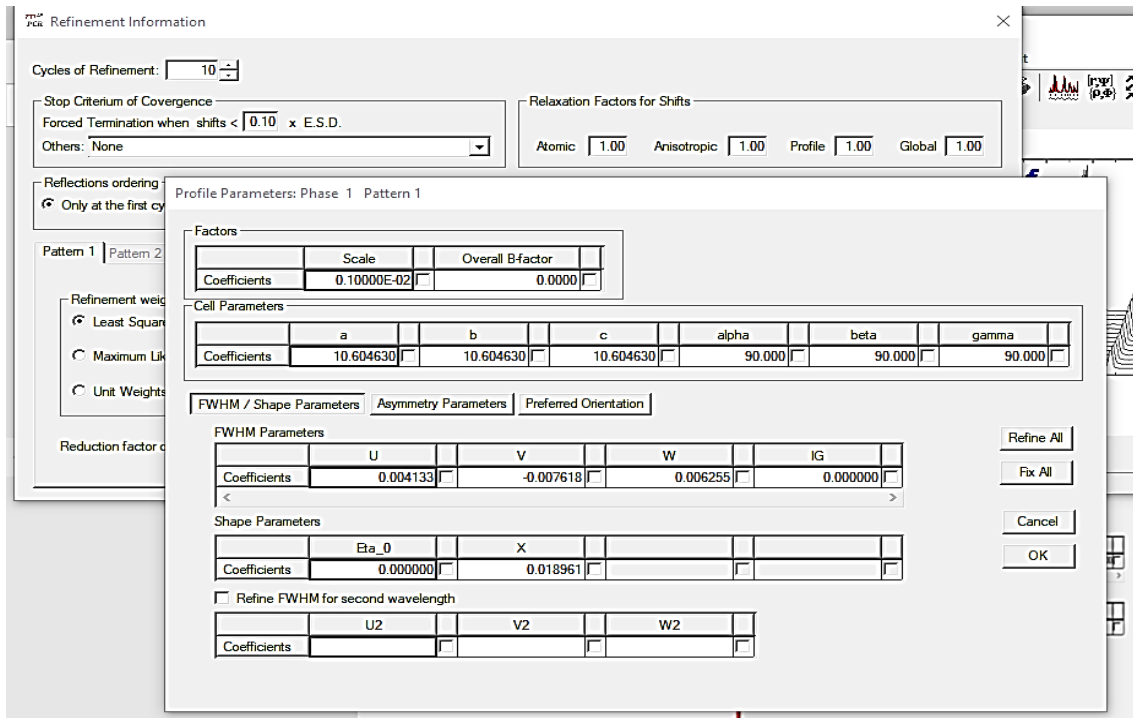 PCR Refinement Information
Cycles of Refinement: 10
Stop Criterium of Covergence
Forced Termination when shifts < 0.10 x E.S.D.
Others: None
Relaxation Factors for Shifts
Atomic 1.00 Anisotropic 1.00 Profile 1.00 Global 1.00
Reflections ordering
Only at the first cy
Pattern 1 Pattern 2
Refinement weig
Least Squar
Maximum Lik
Unit Weights
Reduction factor o
Profile Parameters: Phase 1 Pattern 1
Factors
Scale Overall B-factor
Coefficients 0.10000E-02 0.0000
Cell Parameters
a b c alpha beta gamma
Coefficients 10.604630 10.604630 10.604630 90.000 90.000 90.000
FWHM / Shape Parameters Asymmetry Parameters Preferred Orientation
FWHM Parameters
U V W IG
Coefficients 0.004133 -0.007618 0.006255 0.000000
Shape Parameters
Eta_0 X
Coefficients 0.000000 0.018961
Refine FWHM for second wavelength
U2 V2 W2
Coefficients
Refine All
Fix All
Cancel
OK